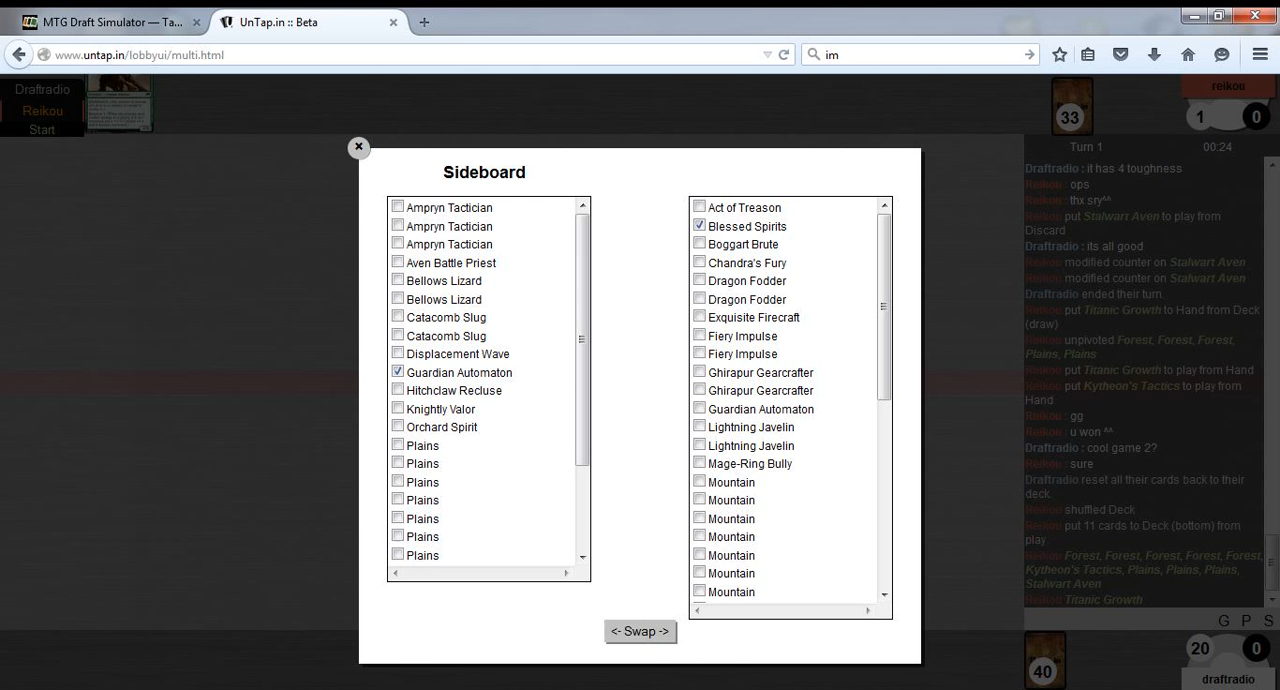 MTG Draft Simulator — Ta...
UnTap.in :: Beta
www.untap.in/lobbyui/multi.html
im
Draftradio
Reikou
Start
33
reikou
1
0
Turn 1
00:24
Sideboard
Ampryn Tactician
Ampryn Tactician
Ampryn Tactician
Aven Battle Priest
Bellows Lizard
Bellows Lizard
Catacomb Slug
Catacomb Slug
Displacement Wave
Guardian Automaton
Hitchclaw Recluse
Knightly Valor
Orchard Spirit
Plains
Plains
Plains
Plains
Plains
Plains
Plains
Act of Treason
Blessed Spirits
Boggart Brute
Chandra's Fury
Dragon Fodder
Dragon Fodder
Exquisite Firecraft
Fiery Impulse
Fiery Impulse
Ghirapur Gearcrafter
Ghirapur Gearcrafter
Guardian Automaton
Lightning Javelin
Lightning Javelin
Mage-Ring Bully
Mountain
Mountain
Mountain
Mountain
Mountain
Mountain
Mountain
<- Swap ->
Draftradio : it has 4 toughness
Reikou : ops
Reikou : thx sry^^
Reikou put Stalwart Aven to play from
Discard
Draftradio : its all good
Reikou modified counter on Stalwart Aven
Reikou modified counter on Stalwart Aven
Draftradio ended their turn.
Reikou put Titanic Growth to Hand from Deck
(draw)
Reikou unpivoted Forest, Forest, Forest,
Plains, Plains
Reikou put Titanic Growth to play from Hand
Reikou put Kytheon's Tactics to play from
Hand
Reikou : gg
Reikou : u won ^^
Draftradio : cool game 2?
Reikou : sure
Draftradio reset all their cards back to their
deck.
Reikou shuffled Deck
Reikou put 11 cards to Deck (bottom) from
play
Reikou Forest, Forest, Forest, Forest, Forest,
Kytheon's Tactics, Plains, Plains, Plains,
Stalwart Aven
Reikou Titanic Growth
G P S
40
20
0
draftradio